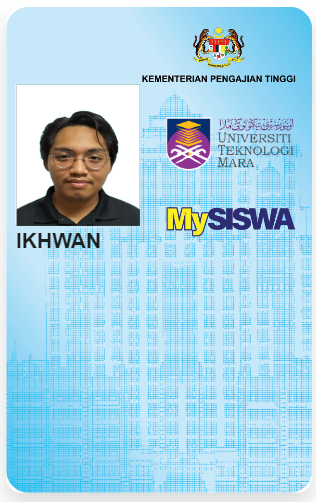 KEMENTERIAN PENGAJIAN TINGGI
UNIVERSITI
TEKNOLOGI
MARA
MySISWA
IKHWAN